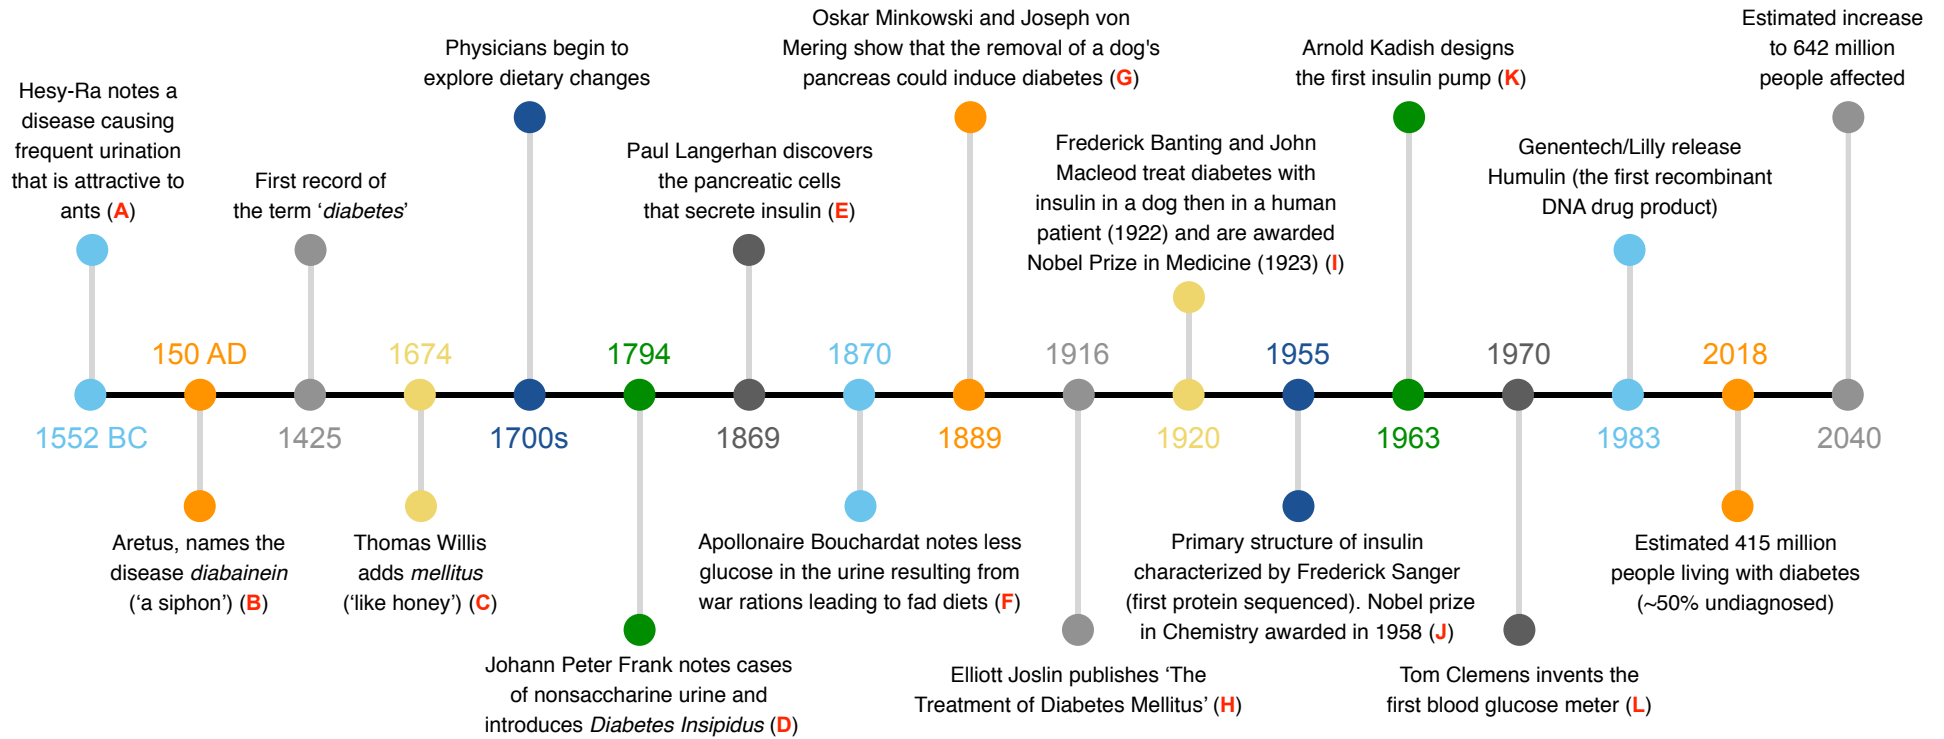 Hesy-Ra notes a
disease causing
frequent urination
that is attractive to
ants (A)
1552 BC
150 AD
Aretus, names the
disease diabainein
(‘a siphon’) (B)
First record of
the term ‘diabetes’
1425
1674
Thomas Willis
adds mellitus
(‘like honey’) (C)
Physicians begin to
explore dietary changes
1700s
1794
Johann Peter Frank notes cases
of nonsaccharine urine and
introduces Diabetes Insipidus (D)
Paul Langerhan discovers
the pancreatic cells
that secrete insulin (E)
1869
1870
Apollonaire Bouchardat notes less
glucose in the urine resulting from
war rations leading to fad diets (F)
Oskar Minkowski and Joseph von
Mering show that the removal of a dog's
pancreas could induce diabetes (G)
1889
1916
Elliott Joslin publishes ‘The
Treatment of Diabetes Mellitus’ (H)
Frederick Banting and John
Macleod treat diabetes with
insulin in a dog then in a human
patient (1922) and are awarded
Nobel Prize in Medicine (1923) (I)
1920
1955
Primary structure of insulin
characterized by Frederick Sanger
(first protein sequenced). Nobel prize
in Chemistry awarded in 1958 (J)
Arnold Kadish designs
the first insulin pump (K)
1963
1970
Tom Clemens invents the
first blood glucose meter (L)
Genentech/Lilly release
Humulin (the first recombinant
DNA drug product)
1983
2018
Estimated 415 million
people living with diabetes
(~50% undiagnosed)
Estimated increase
to 642 million
people affected
2040